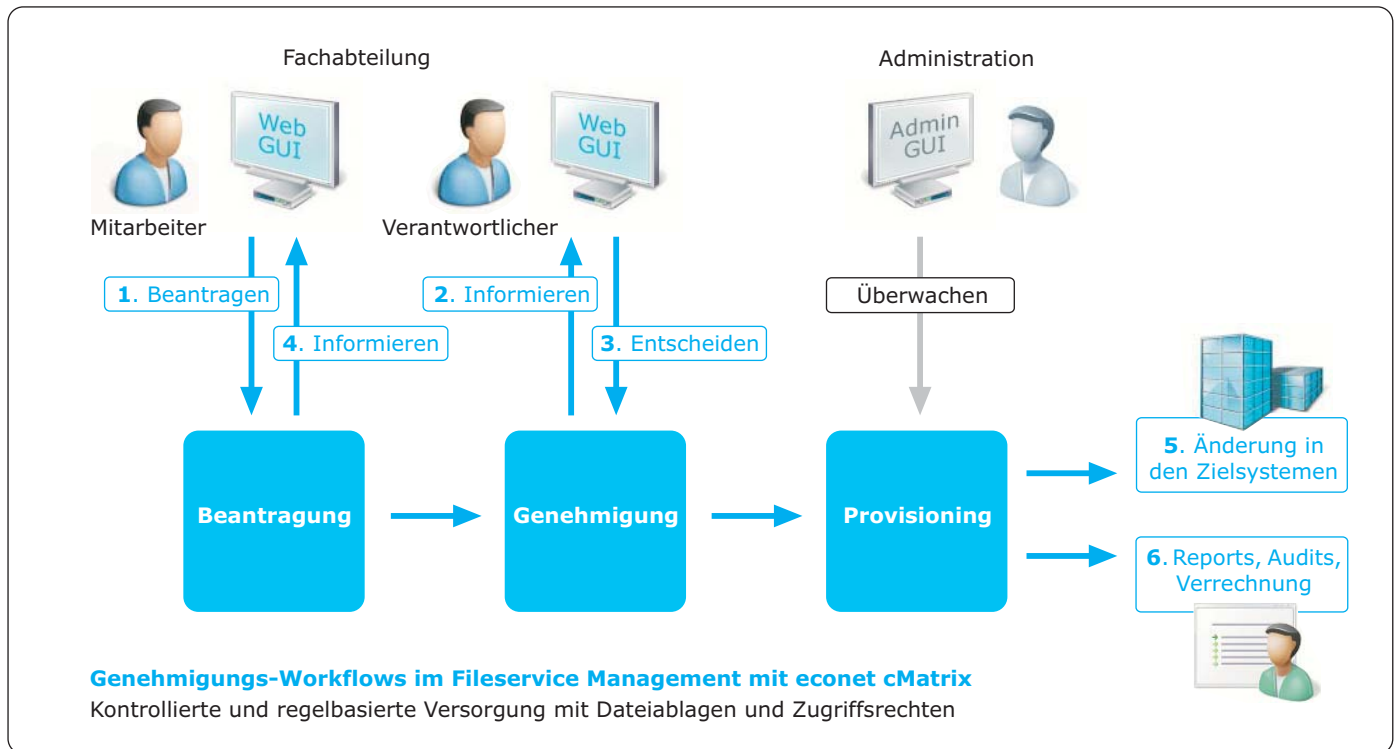 Fachabteilung
Administration
Web
GUI
Web
GUI
Admin
GUI
Mitarbeiter
Verantwortlicher
1. Beantragen
2. Informieren
Überwachen
4. Informieren
3. Entscheiden
5. Änderung in
den Zielsystemen
Beantragung
Genehmigung
Provisioning
6. Reports, Audits,
Verrechnung
Genehmigungs-Workflows im Fileservice Management mit econet cMatrix
Kontrollierte und regelbasierte Versorgung mit Dateiablagen und Zugriffsrechten